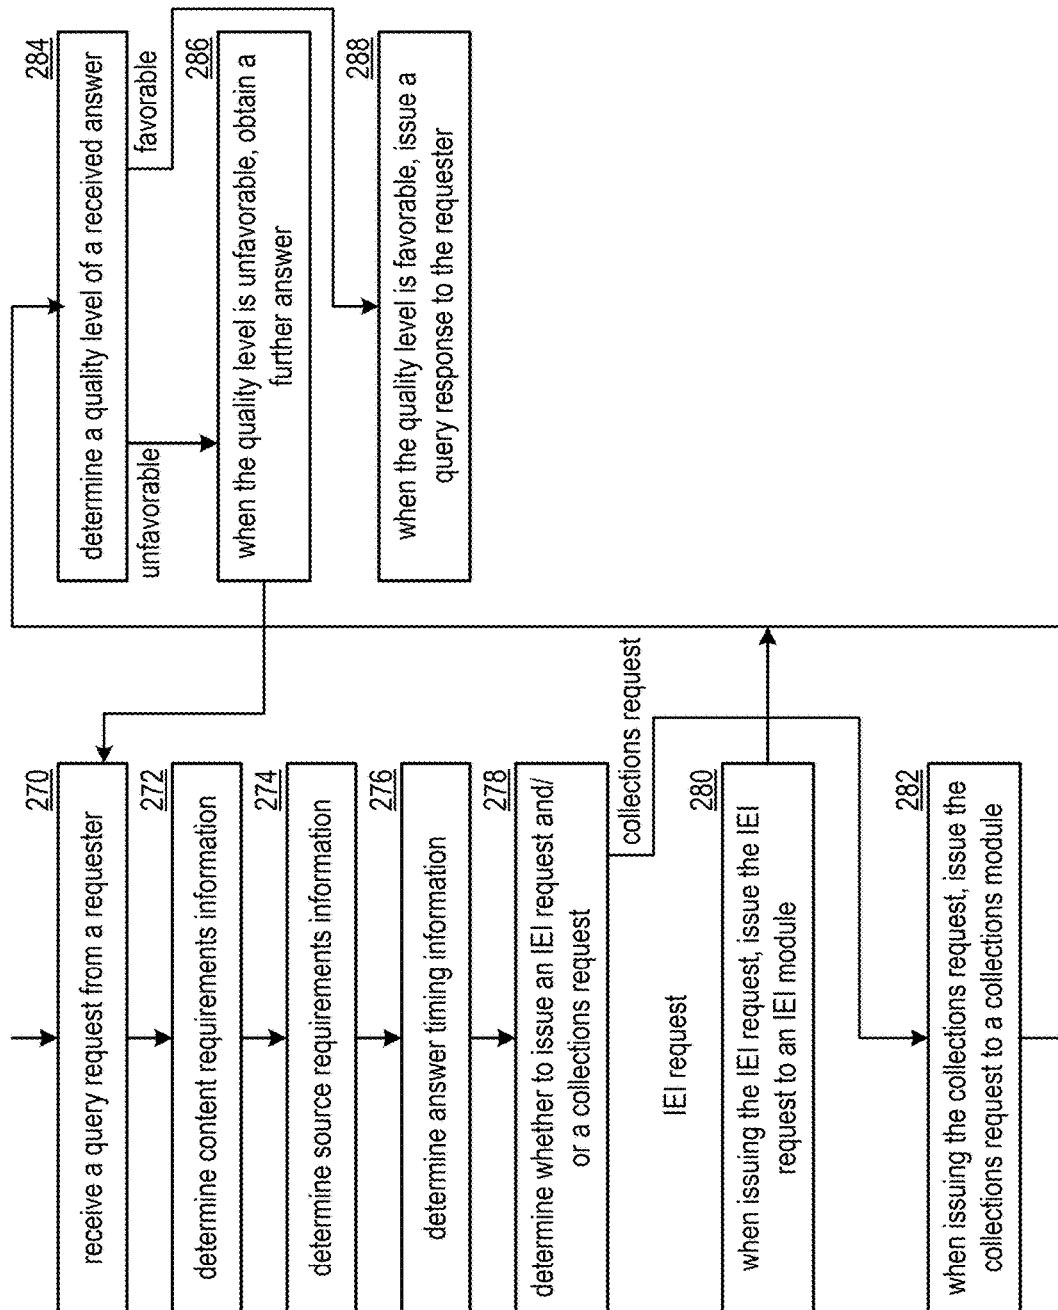 270
receive a query request from a requester
272
determine content requirements information
274
determine source requirements information
276
determine answer timing information
278
determine whether to issue an IEI request and/
or a collections request
IEI request
collections request
280
when issuing the IEI request, issue the IEI
request to an IEI module
282
when issuing the collections request, issue the
collections request to a collections module
284
determine a quality level of a received answer
unfavorable
favorable
286
when the quality level is unfavorable, obtain a
further answer
288
when the quality level is favorable, issue a
query response to the requester